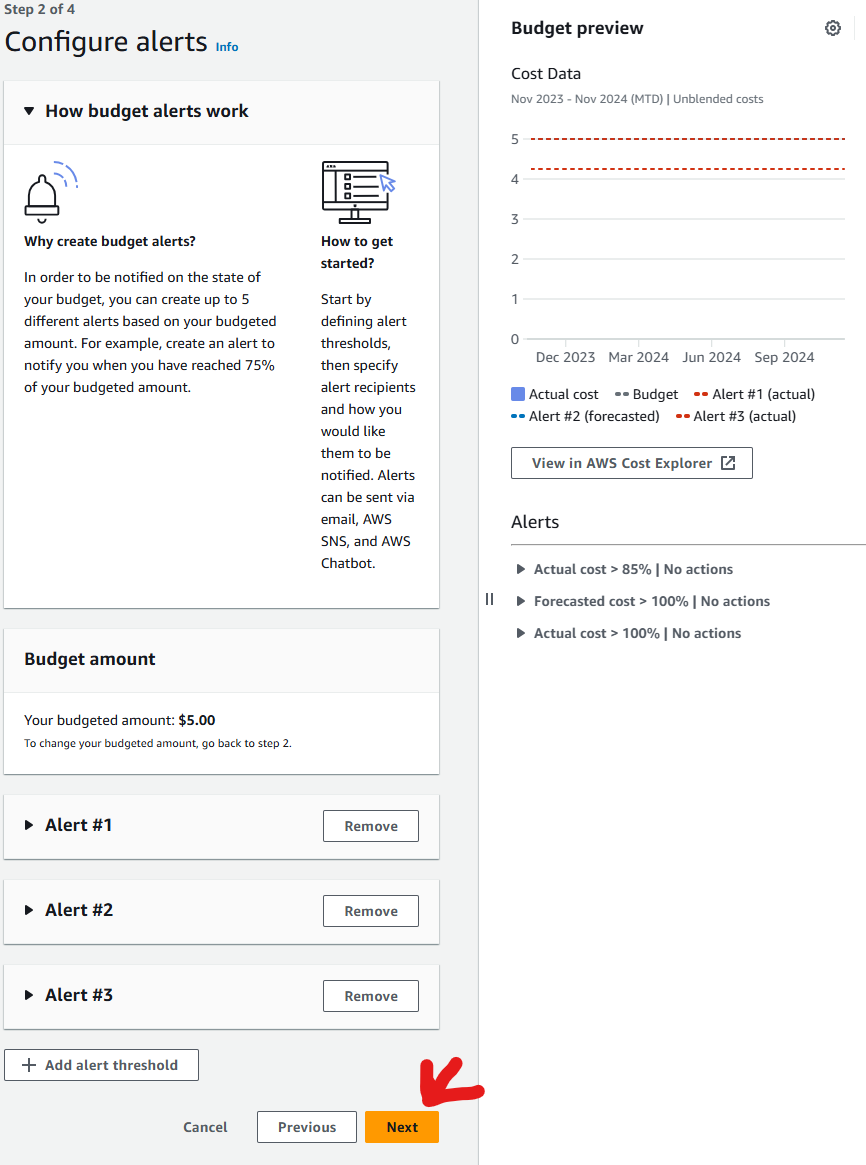 Step 2 of 4
Configure alerts Info
How budget alerts work
Why create budget alerts?
In order to be notified on the state of
your budget, you can create up to 5
different alerts based on your budgeted
amount. For example, create an alert to
notify you when you have reached 75%
of your budgeted amount.
How to get
started?
Start by
defining alert
thresholds,
then specify
alert recipients
and how you
would like
them to be
notified. Alerts
can be sent via
email, AWS
SNS, and AWS
Chatbot.
Budget amount
Your budgeted amount: $5.00
To change your budgeted amount, go back to step 2.
Alert #1
Remove
Alert #2
Remove
Alert #3
Remove
Add alert threshold
Cancel
Previous
Next
Budget preview
Cost Data
Nov 2023 - Nov 2024 (MTD) | Unblended costs
5
4
3
2
1
0
Dec 2023 Mar 2024 Jun 2024 Sep 2024
Actual cost Budget Alert #1 (actual)
Alert #2 (forecasted) Alert #3 (actual)
View in AWS Cost Explorer
Alerts
Actual cost > 85% | No actions
Forecasted cost > 100% | No actions
Actual cost > 100% | No actions